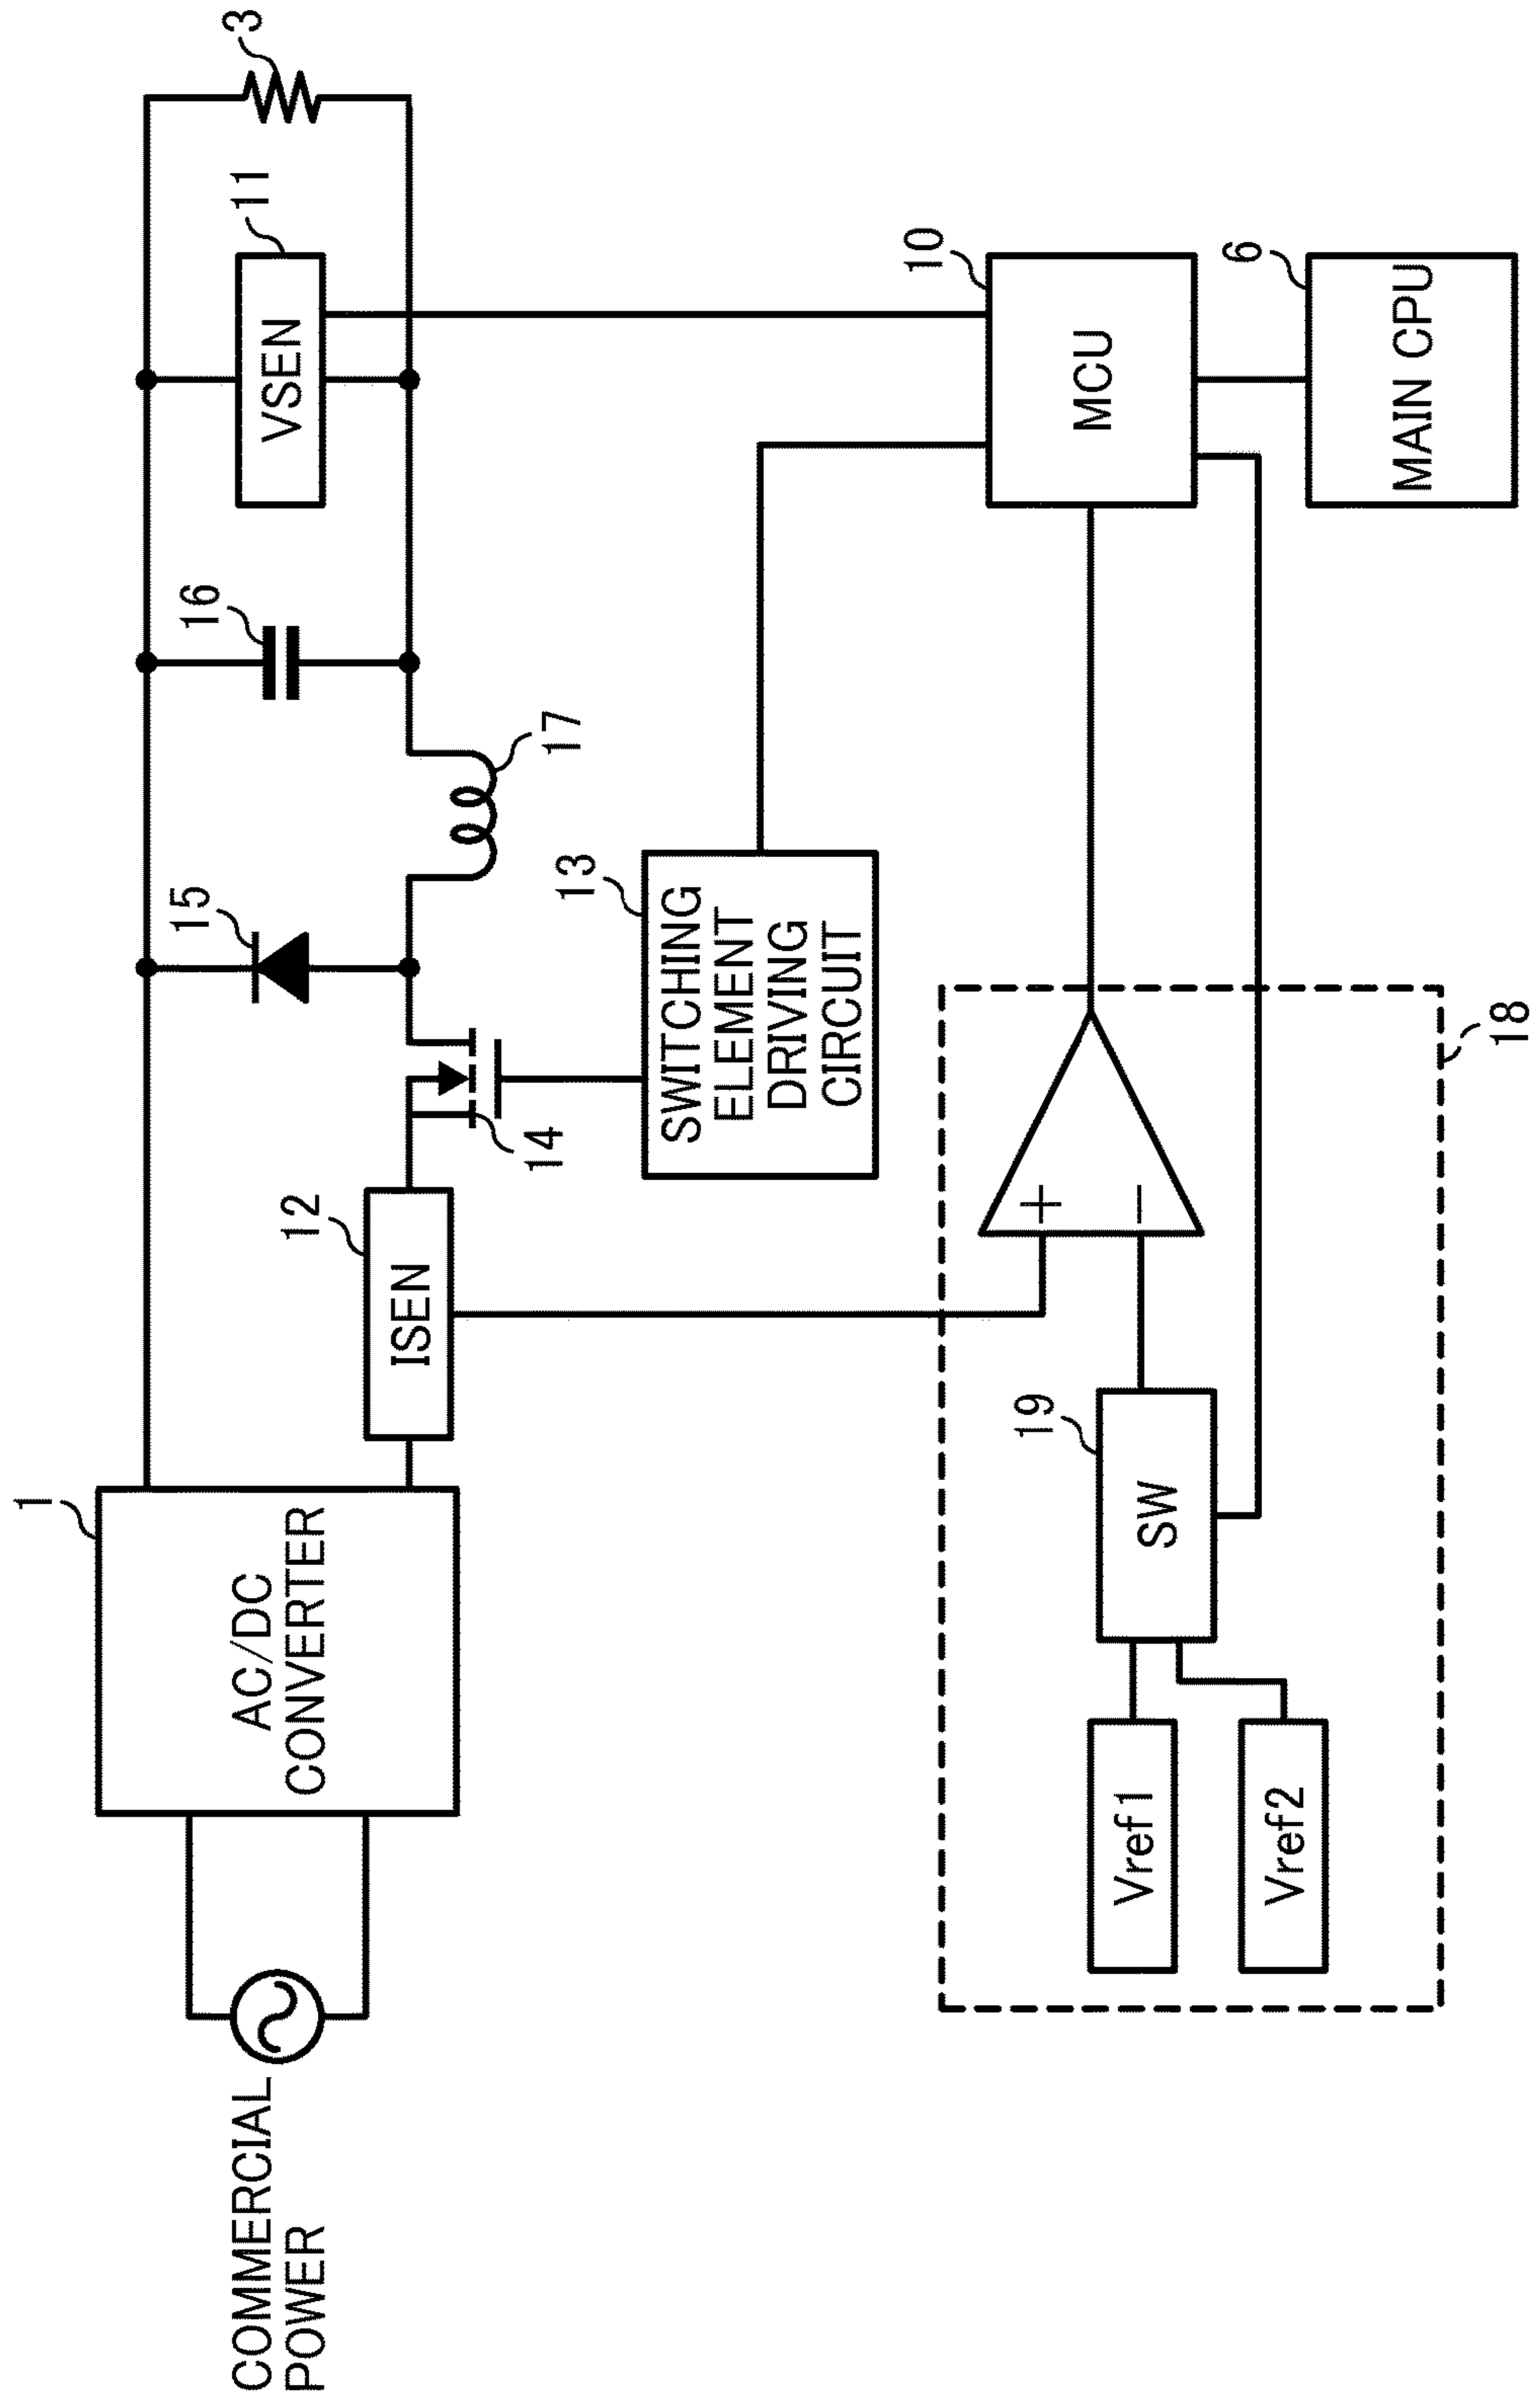 COMMERCIAL
POWER
1
AC/DC
CONVERTER
12
ISEN
14
15
17
16
11
VSEN
3
13
SWITCHING
ELEMENT
DRIVING
CIRCUIT
10
MCU
6
MAIN CPU
Vref1
Vref2
19
SW
+
−
18